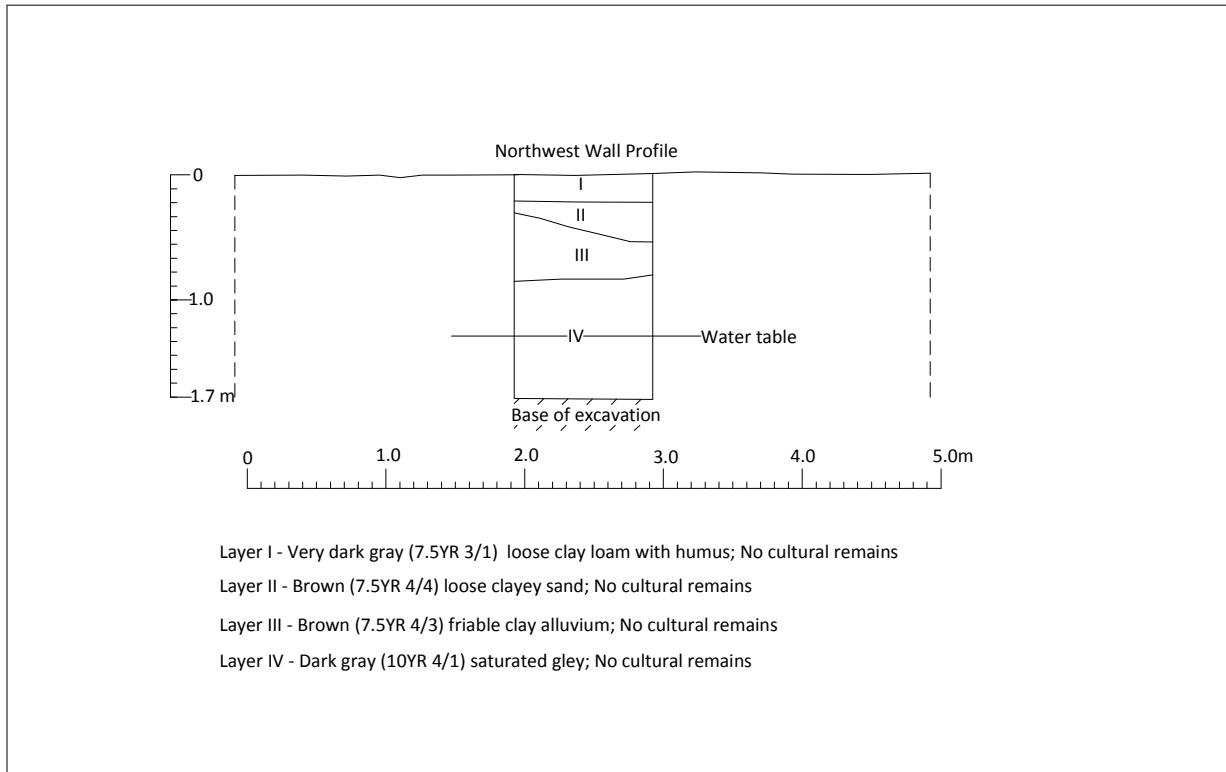 Northwest Wall Profile
0
I
II
III
1.0
IV
Water table
1.7 m
Base of excavation
0 1.0 2.0 3.0 4.0 5.0m
Layer I - Very dark gray (7.5YR 3/1) loose clay loam with humus; No cultural remains
Layer II - Brown (7.5YR 4/4) loose clayey sand; No cultural remains
Layer III - Brown (7.5YR 4/3) friable clay alluvium; No cultural remains
Layer IV - Dark gray (10YR 4/1) saturated gley; No cultural remains